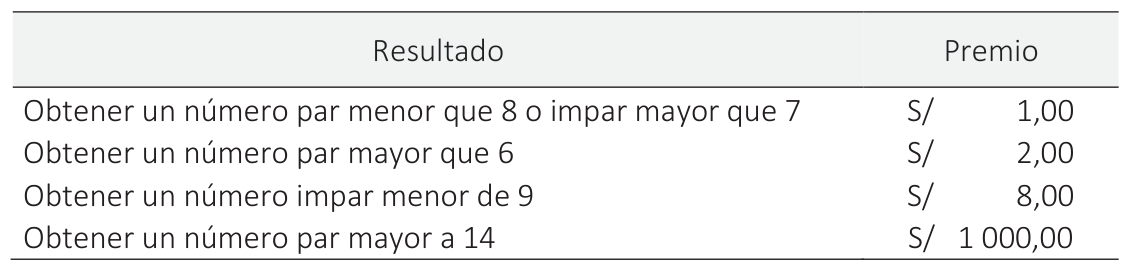 Resultado Premio
Obtener un número par menor que 8 o impar mayor que 7 S/ 1,00
Obtener un número par mayor que 6 S/ 2,00
Obtener un número impar menor de 9 S/ 8,00
Obtener un número par mayor a 14 S/ 1 000,00